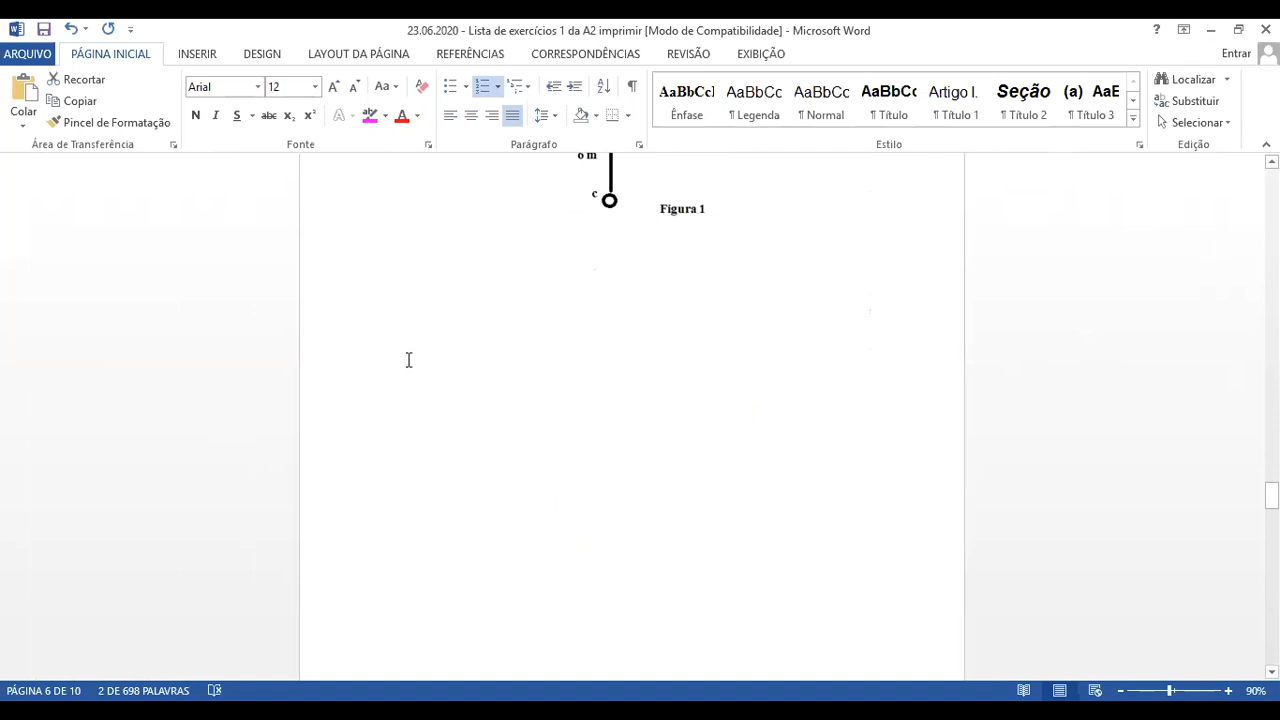 23.06.2020 - Lista de exercícios 1 da A2 imprimir [Modo de Compatibilidade] - Microsoft Word
ARQUIVO PÁGINA INICIAL INSERIR DESIGN LAYOUT DA PÁGINA REFERÊNCIAS CORRESPONDÊNCIAS REVISÃO EXIBIÇÃO Entrar
Colar
Recortar
Copiar
Pincel de Formatação
Área de Transferência
Arial 12
N I S abc x₂ x²
Fonte
Parágrafo
AaBbCcI AaBbCc AaBbCc AaBbCc Artigo I. Seção (a) AaE
Ênfase ¶ Legenda ¶ Normal ¶ Título ¶ Título 1 ¶ Título 2 ¶ Título 3
Estilo
Localizar
Substituir
Selecionar
Edição
6 m
c
Figura 1
PÁGINA 6 DE 10 2 DE 698 PALAVRAS 90%